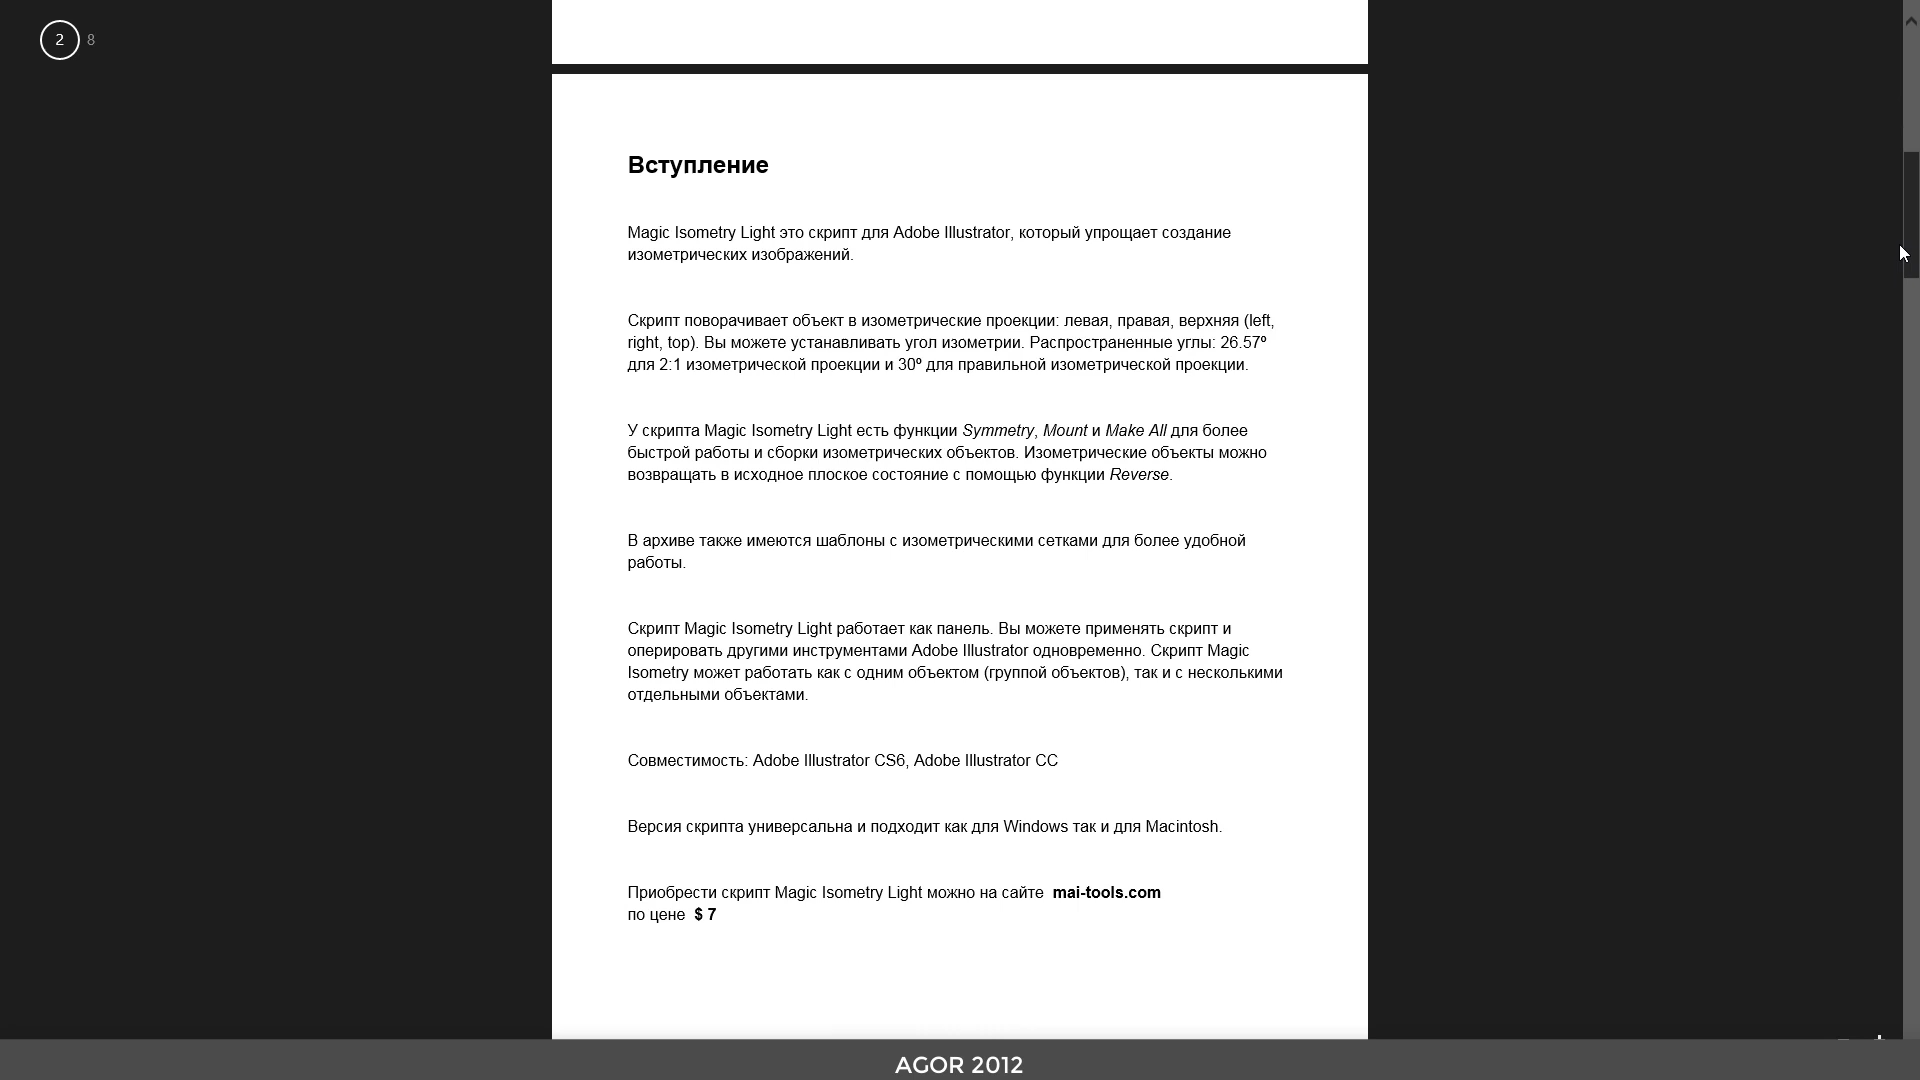 2 8
Вступление
Magic Isometry Light это скрипт для Adobe Illustrator, который упрощает создание
изометрических изображений.
Скрипт поворачивает объект в изометрические проекции: левая, правая, верхняя (left,
right, top). Вы можете устанавливать угол изометрии. Распространенные углы: 26.57º
для 2:1 изометрической проекции и 30º для правильной изометрической проекции.
У скрипта Magic Isometry Light есть функции Symmetry, Mount и Make All для более
быстрой работы и сборки изометрических объектов. Изометрические объекты можно
возвращать в исходное плоское состояние с помощью функции Reverse.
В архиве также имеются шаблоны с изометрическими сетками для более удобной
работы.
Скрипт Magic Isometry Light работает как панель. Вы можете применять скрипт и
оперировать другими инструментами Adobe Illustrator одновременно. Скрипт Magic
Isometry может работать как с одним объектом (группой объектов), так и с несколькими
отдельными объектами.
Совместимость: Adobe Illustrator CS6, Adobe Illustrator CC
Версия скрипта универсальна и подходит как для Windows так и для Macintosh.
Приобрести скрипт Magic Isometry Light можно на сайте mai-tools.com
по цене $ 7
AGOR 2012